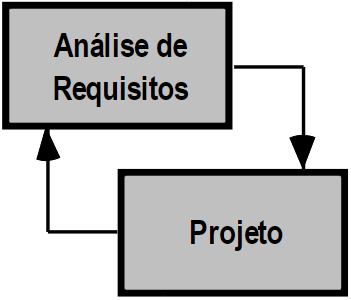 Análise de
Requisitos
Projeto